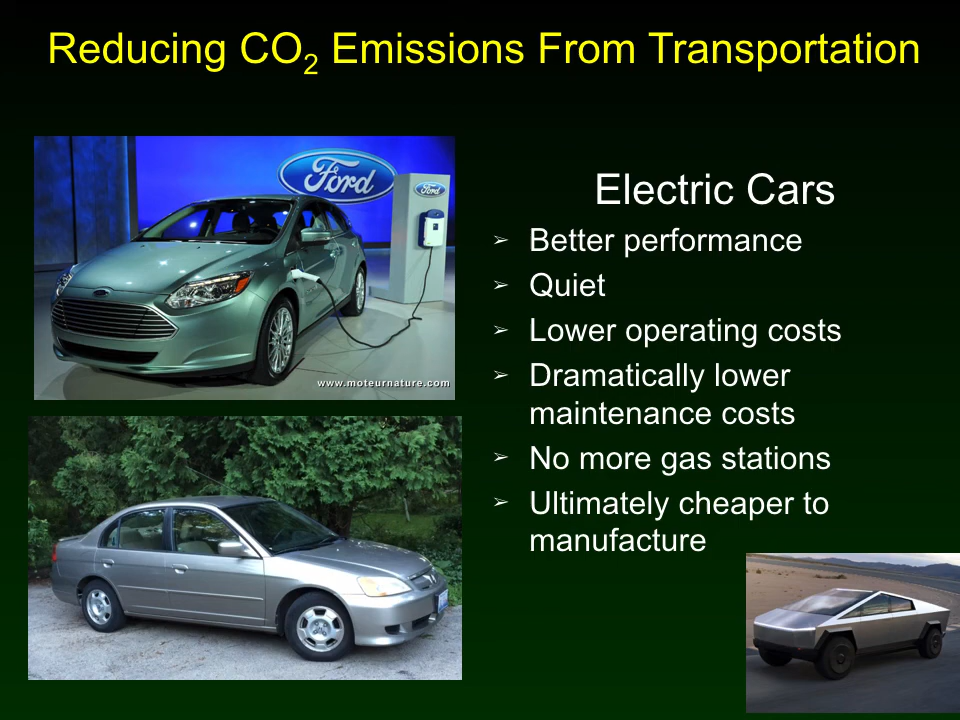 Reducing CO₂ Emissions From Transportation
Ford
Ford
www.moteurnature.com
Electric Cars
➢ Better performance
➢ Quiet
➢ Lower operating costs
➢ Dramatically lower
maintenance costs
➢ No more gas stations
➢ Ultimately cheaper to
manufacture